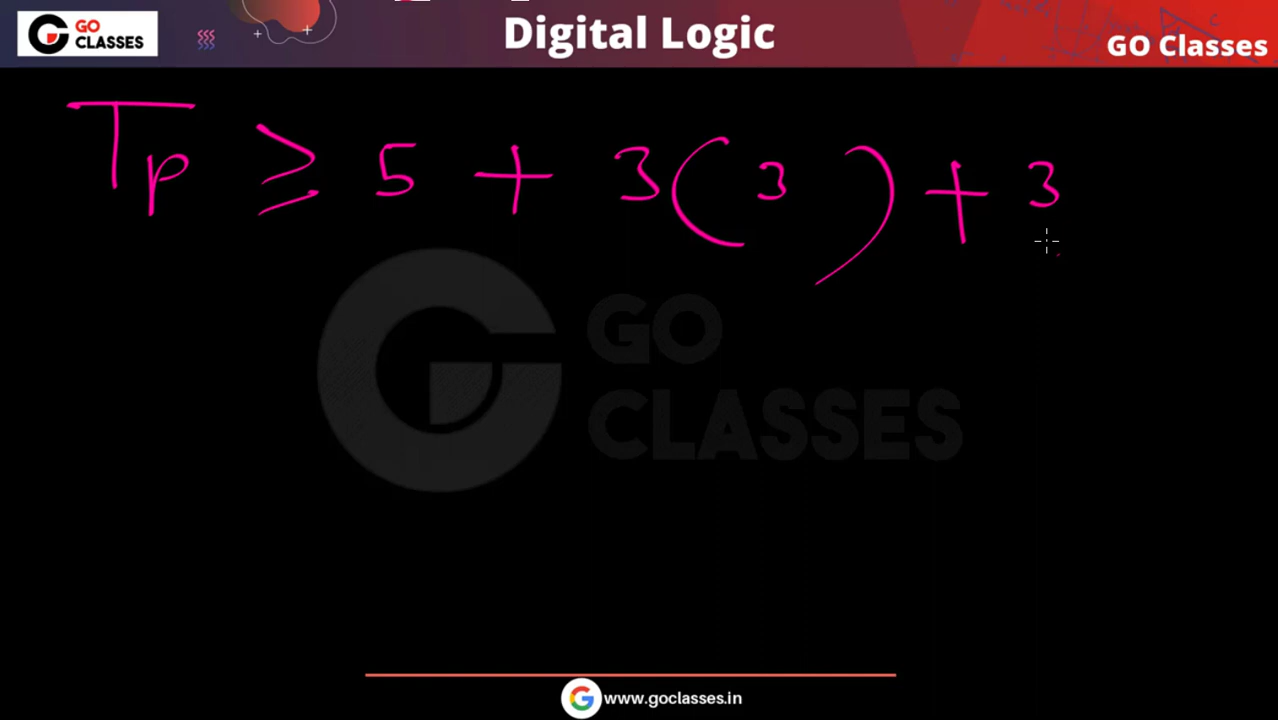 GO
CLASSES
Digital Logic
GO Classes
Tp ≥ 5 + 3(3) + 3
GO
CLASSES
www.goclasses.in